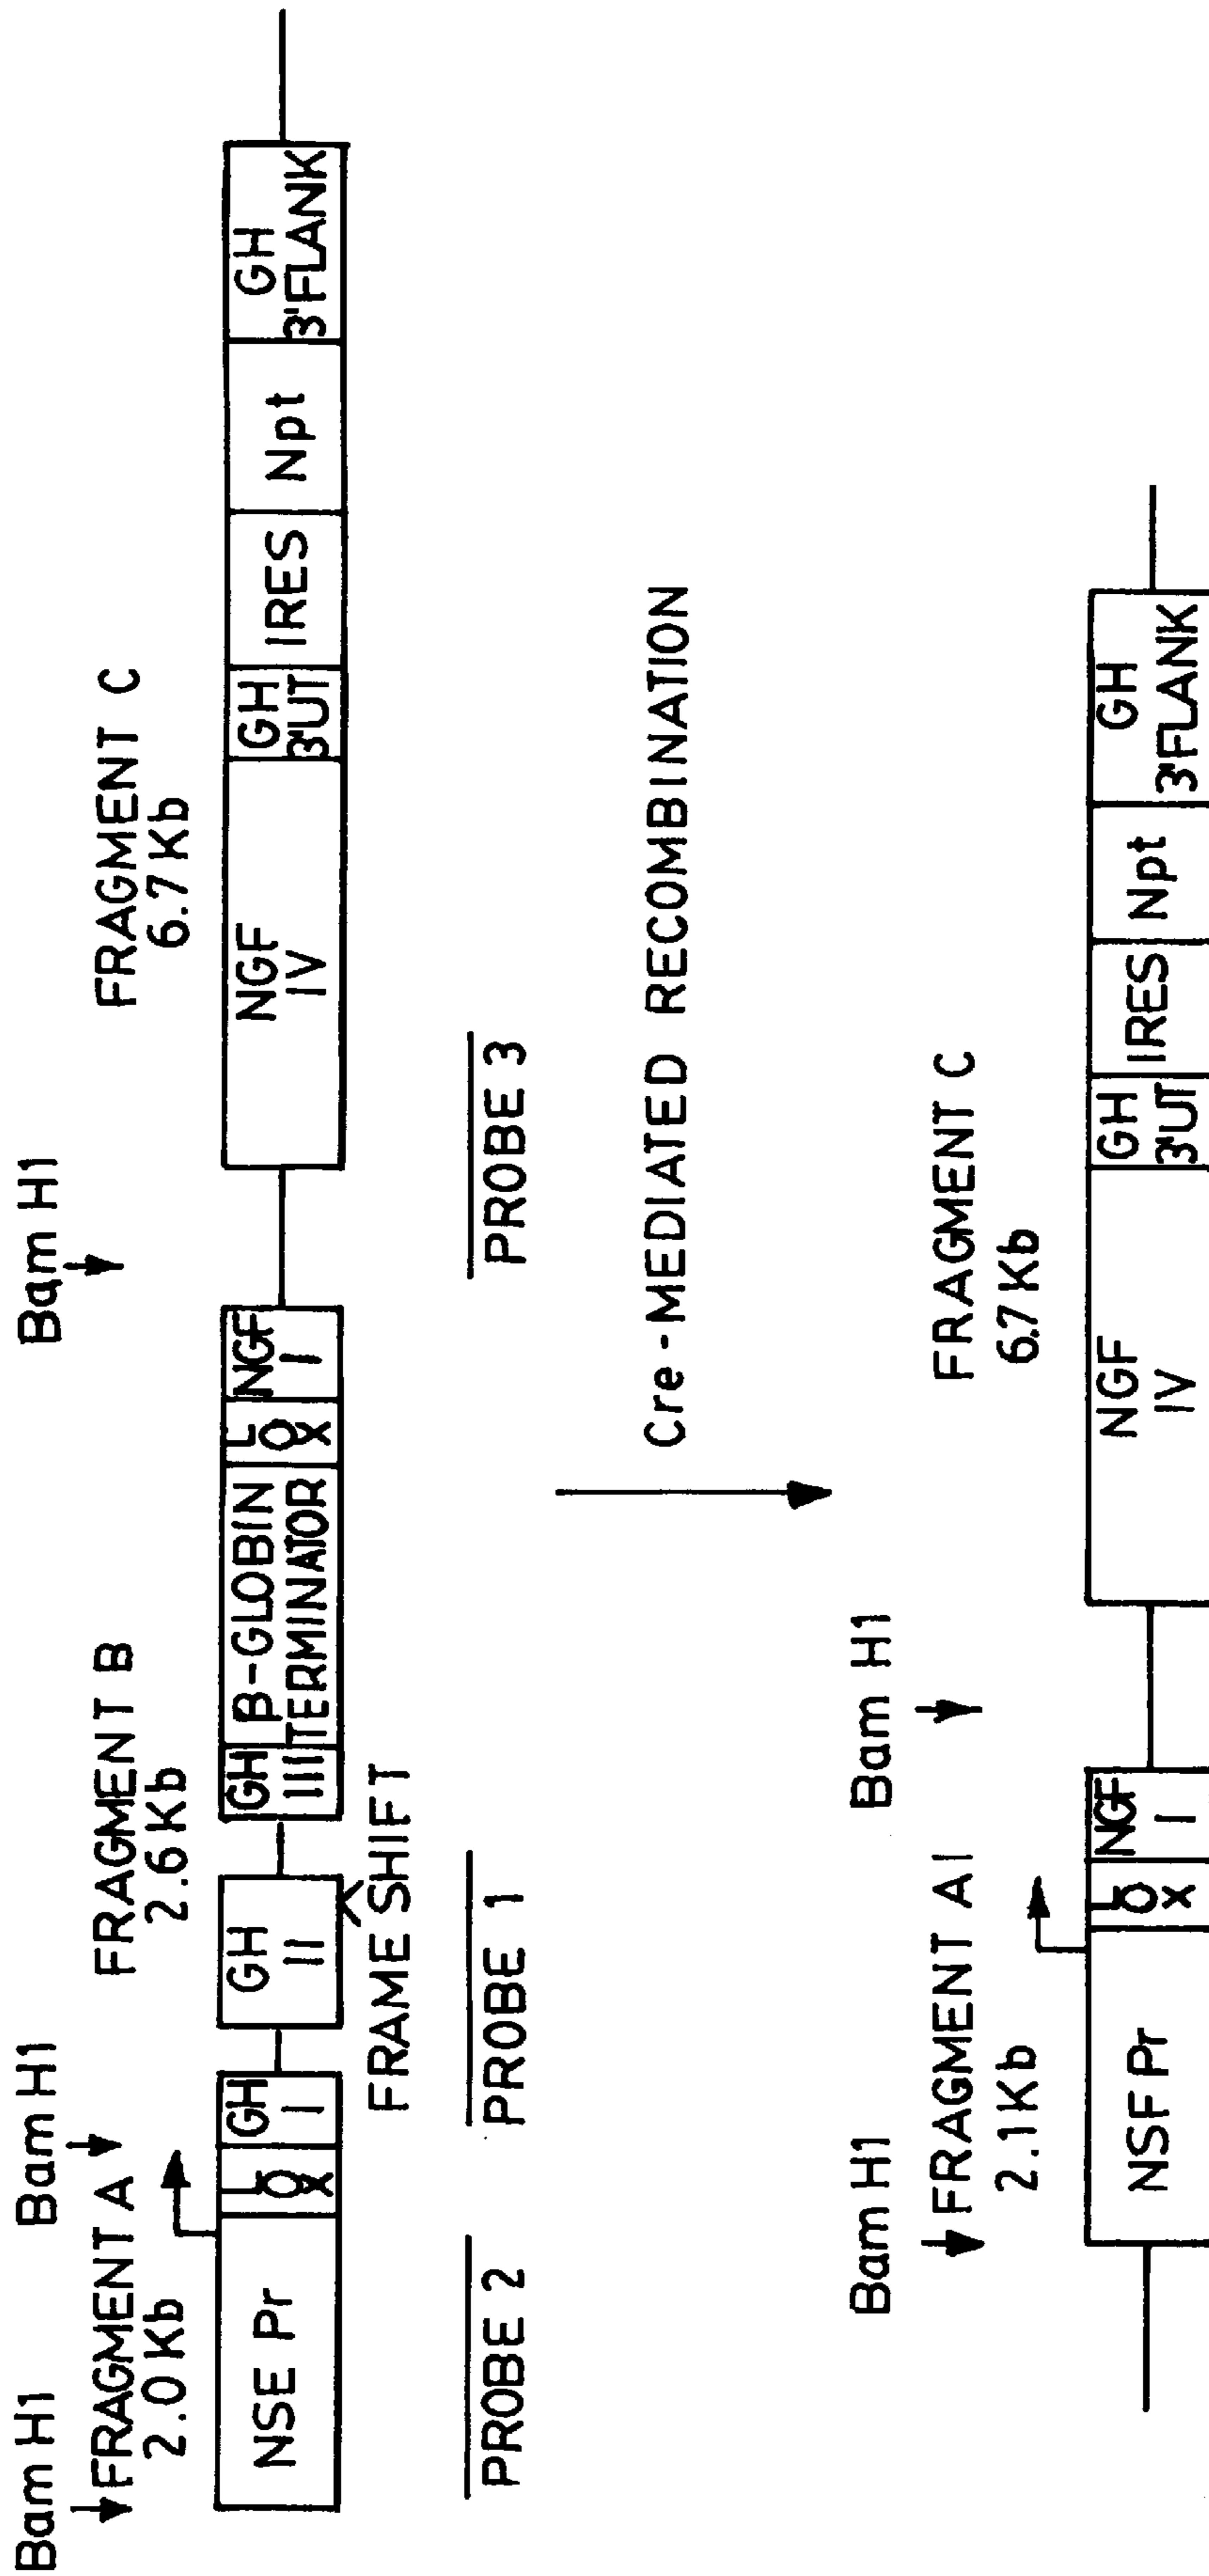 Bam H1
Bam H1
Bam H1
FRAGMENT A
2.0 Kb
FRAGMENT B
2.6 Kb
FRAGMENT C
6.7 Kb
NSE Pr
LOX
GH
I
GH
II
GH
III
β-GLOBIN
TERMINATOR
LOX
NGF
I
NGF
IV
GH
3'UT
IRES
Npt
GH
3'FLANK
FRAME SHIFT
PROBE 2
PROBE 1
PROBE 3
Cre-MEDIATED RECOMBINATION
Bam H1
Bam H1
FRAGMENT AI
2.1 Kb
FRAGMENT C
6.7 Kb
NSF Pr
LOX
NGF
I
NGF
IV
GH
3'UT
IRES
Npt
GH
3'FLANK